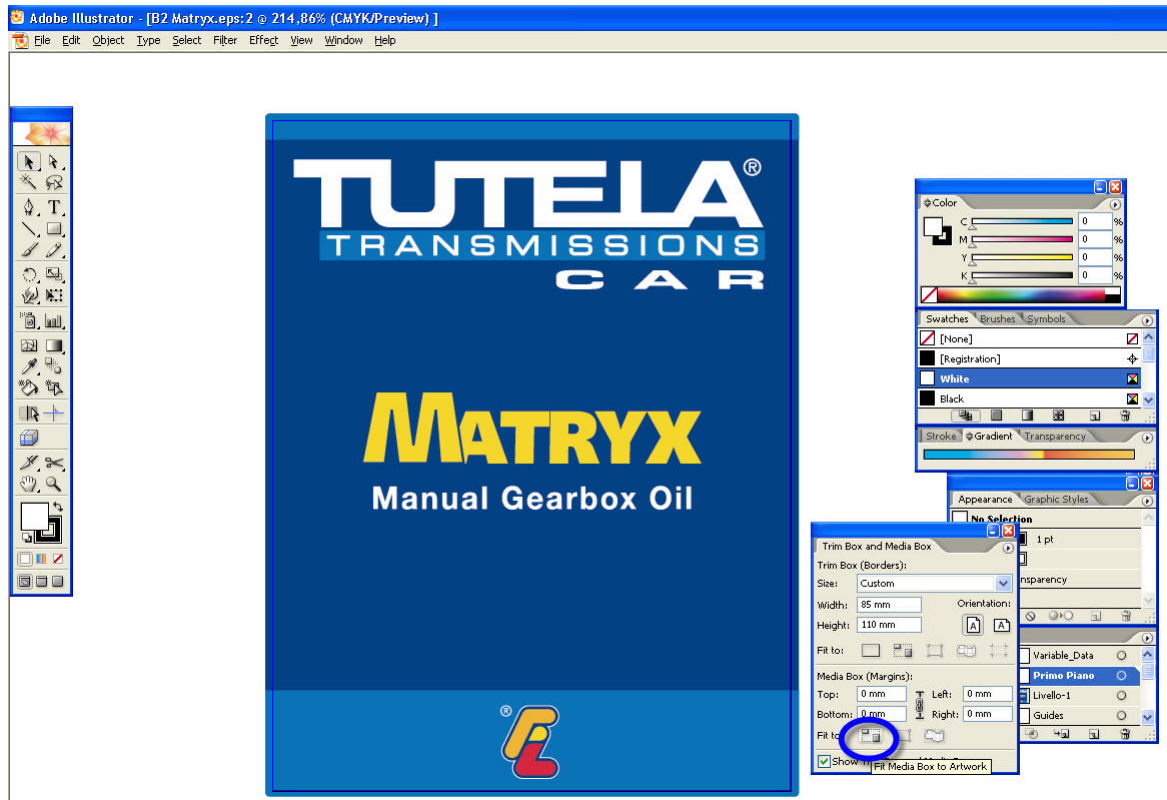 Adobe Illustrator - [B2 Matryx.eps:2 @ 214,86% (CMYK/Preview) ]
File Edit Object Type Select Filter Effect View Window Help
TUTELA®
TRANSMISSIONS
CAR
MATRYX
Manual Gearbox Oil
®
FL
Color
C 0 %
M 0 %
Y 0 %
K 0 %
Swatches Brushes Symbols
[None]
[Registration]
White
Black
Stroke Gradient Transparency
Appearance Graphic Styles
No Selection
1 pt
nsparency
Variable_Data
Primo Piano
Livello-1
Guides
Trim Box and Media Box
Trim Box (Borders):
Size: Custom
Width: 85 mm Orientation:
Height: 110 mm
Fit to:
Media Box (Margins):
Top: 0 mm Left: 0 mm
Bottom: 0 mm Right: 0 mm
Fit to
Show
Fit Media Box to Artwork